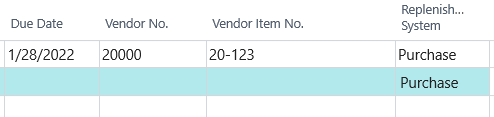 Due Date Vendor No. Vendor Item No. Replenish... System
1/28/2022 20000 20-123 Purchase
Purchase